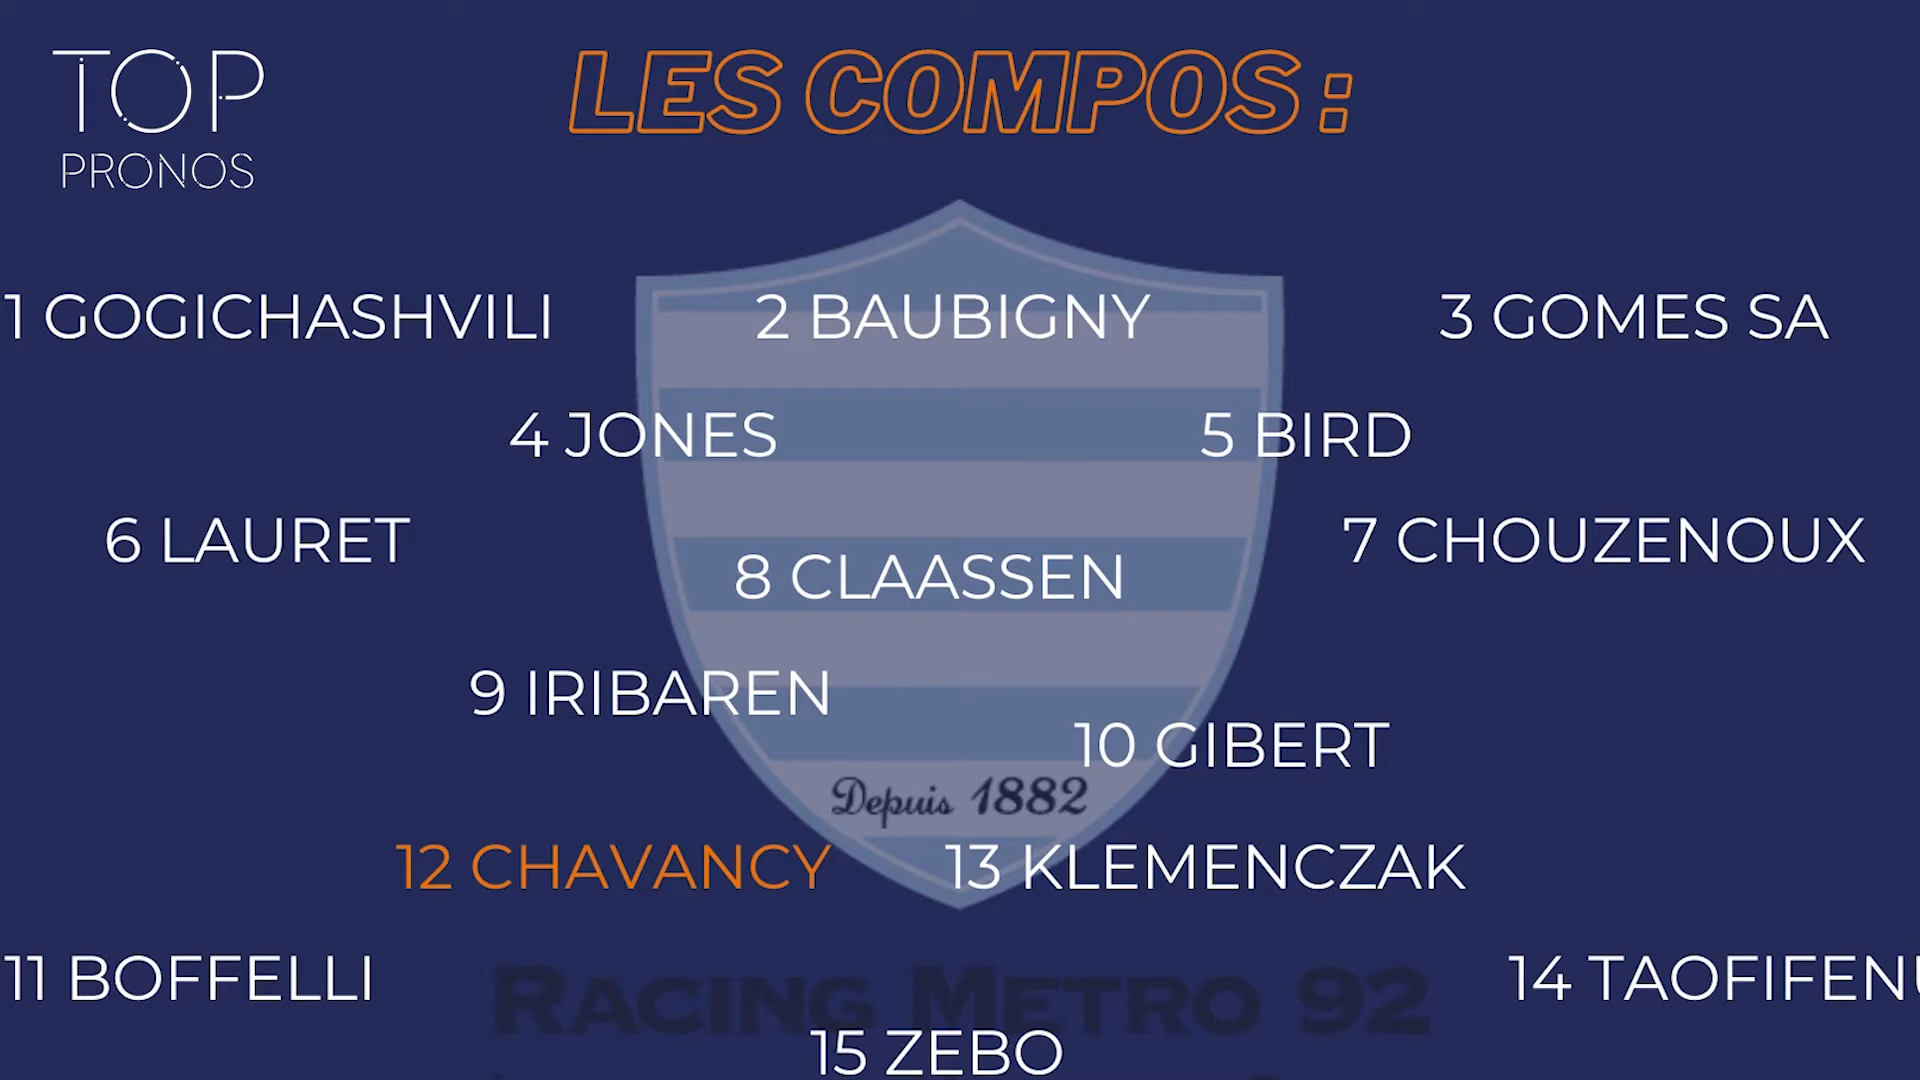 TOP
PRONOS
LES COMPOS :
1 GOGICHASHVILI
2 BAUBIGNY
3 GOMES SA
4 JONES
5 BIRD
6 LAURET
7 CHOUZENOUX
8 CLAASSEN
9 IRIBAREN
10 GIBERT
Depuis 1882
12 CHAVANCY
13 KLEMENCZAK
11 BOFFELLI
14 TAOFIFENU
RACING METRO 92
15 ZEBO